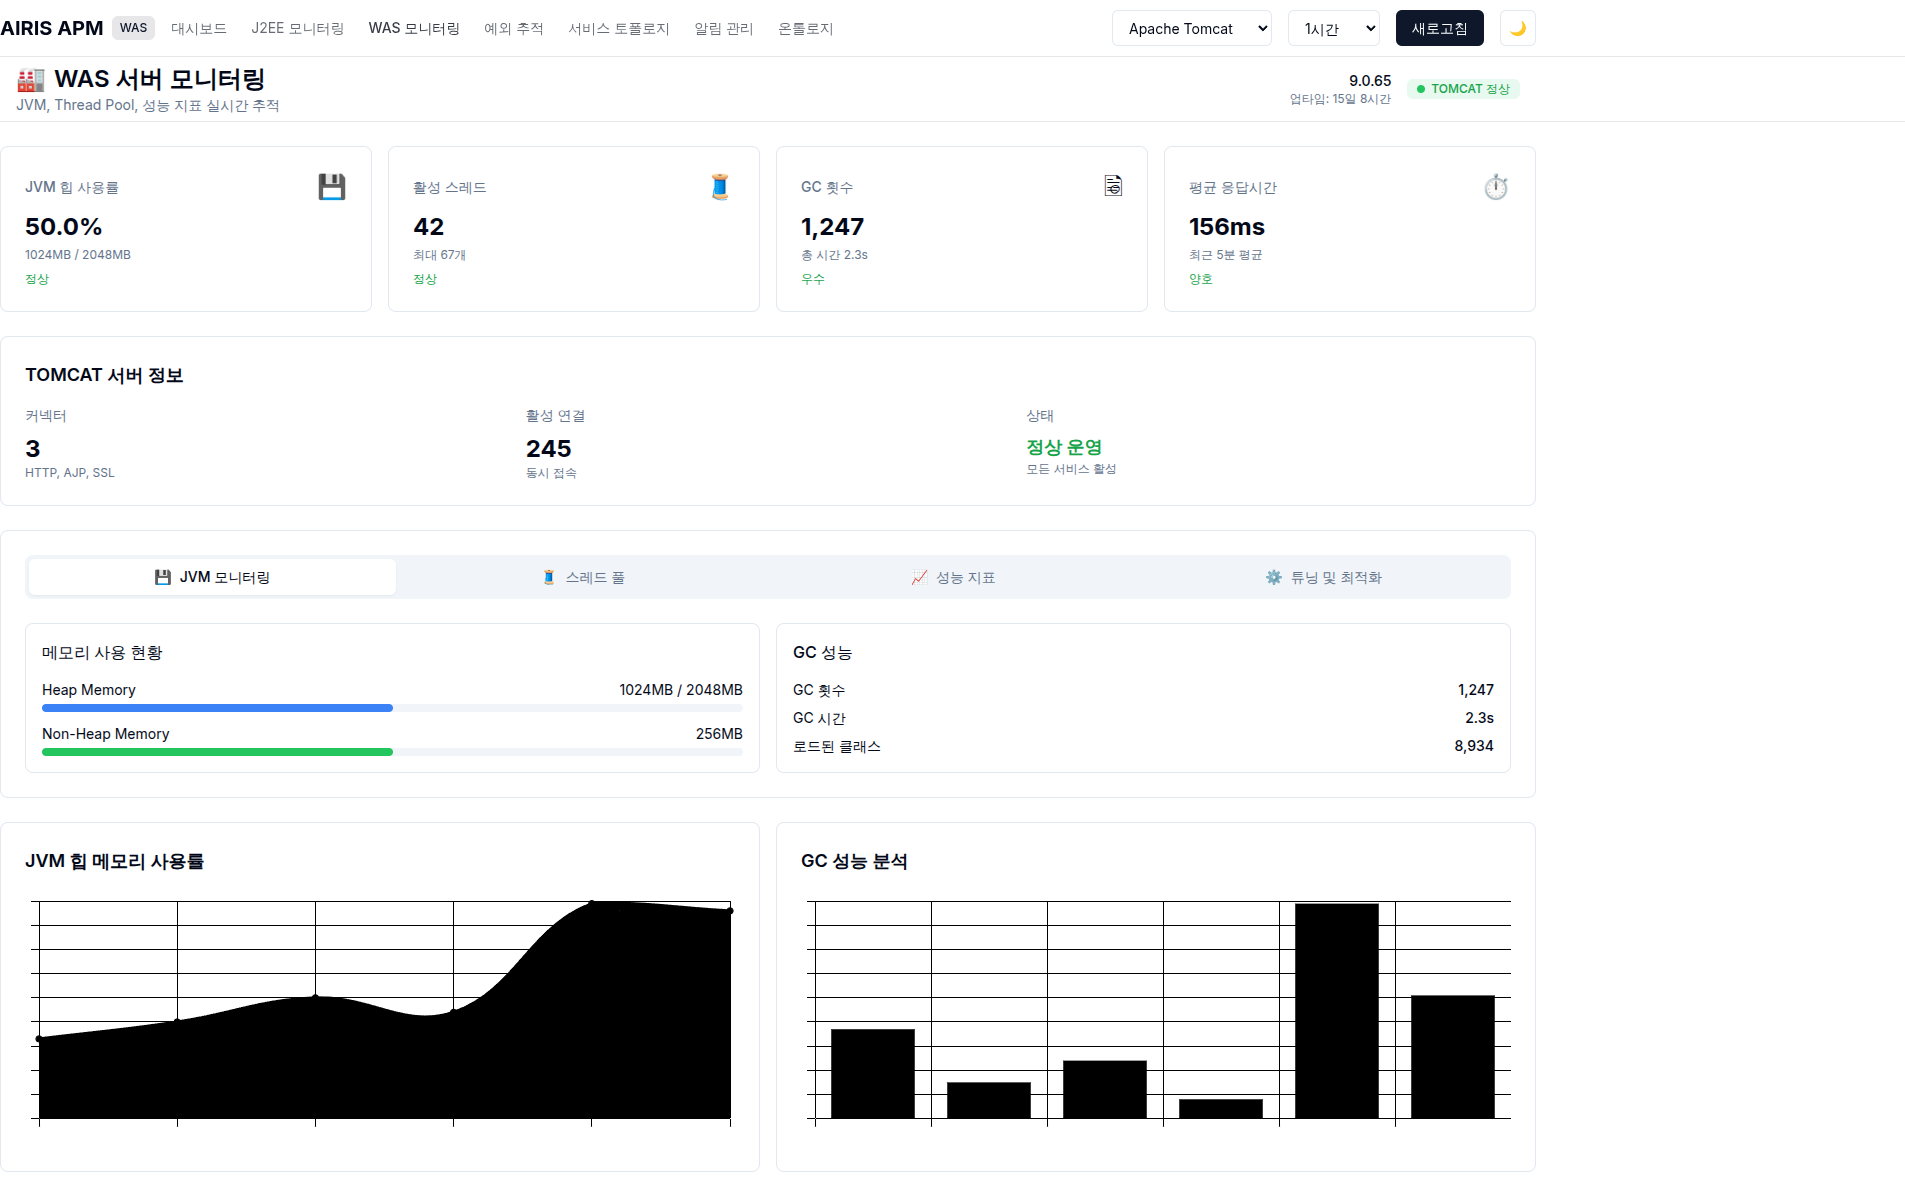 AIRIS APM WAS 대시보드 J2EE 모니터링 WAS 모니터링 예외 추적 서비스 토폴로지 알림 관리 온톨로지 Apache Tomcat 1시간 새로고침
WAS 서버 모니터링
JVM, Thread Pool, 성능 지표 실시간 추적
9.0.65
업타임: 15일 8시간
TOMCAT 정상
JVM 힙 사용률
50.0%
1024MB / 2048MB
정상
활성 스레드
42
최대 67개
정상
GC 횟수
1,247
총 시간 2.3s
우수
평균 응답시간
156ms
최근 5분 평균
양호
TOMCAT 서버 정보
커넥터
3
HTTP, AJP, SSL
활성 연결
245
동시 접속
상태
정상 운영
모든 서비스 활성
JVM 모니터링 스레드 풀 성능 지표 튜닝 및 최적화
메모리 사용 현황
Heap Memory 1024MB / 2048MB
Non-Heap Memory 256MB
GC 성능
GC 횟수 1,247
GC 시간 2.3s
로드된 클래스 8,934
JVM 힙 메모리 사용률
GC 성능 분석